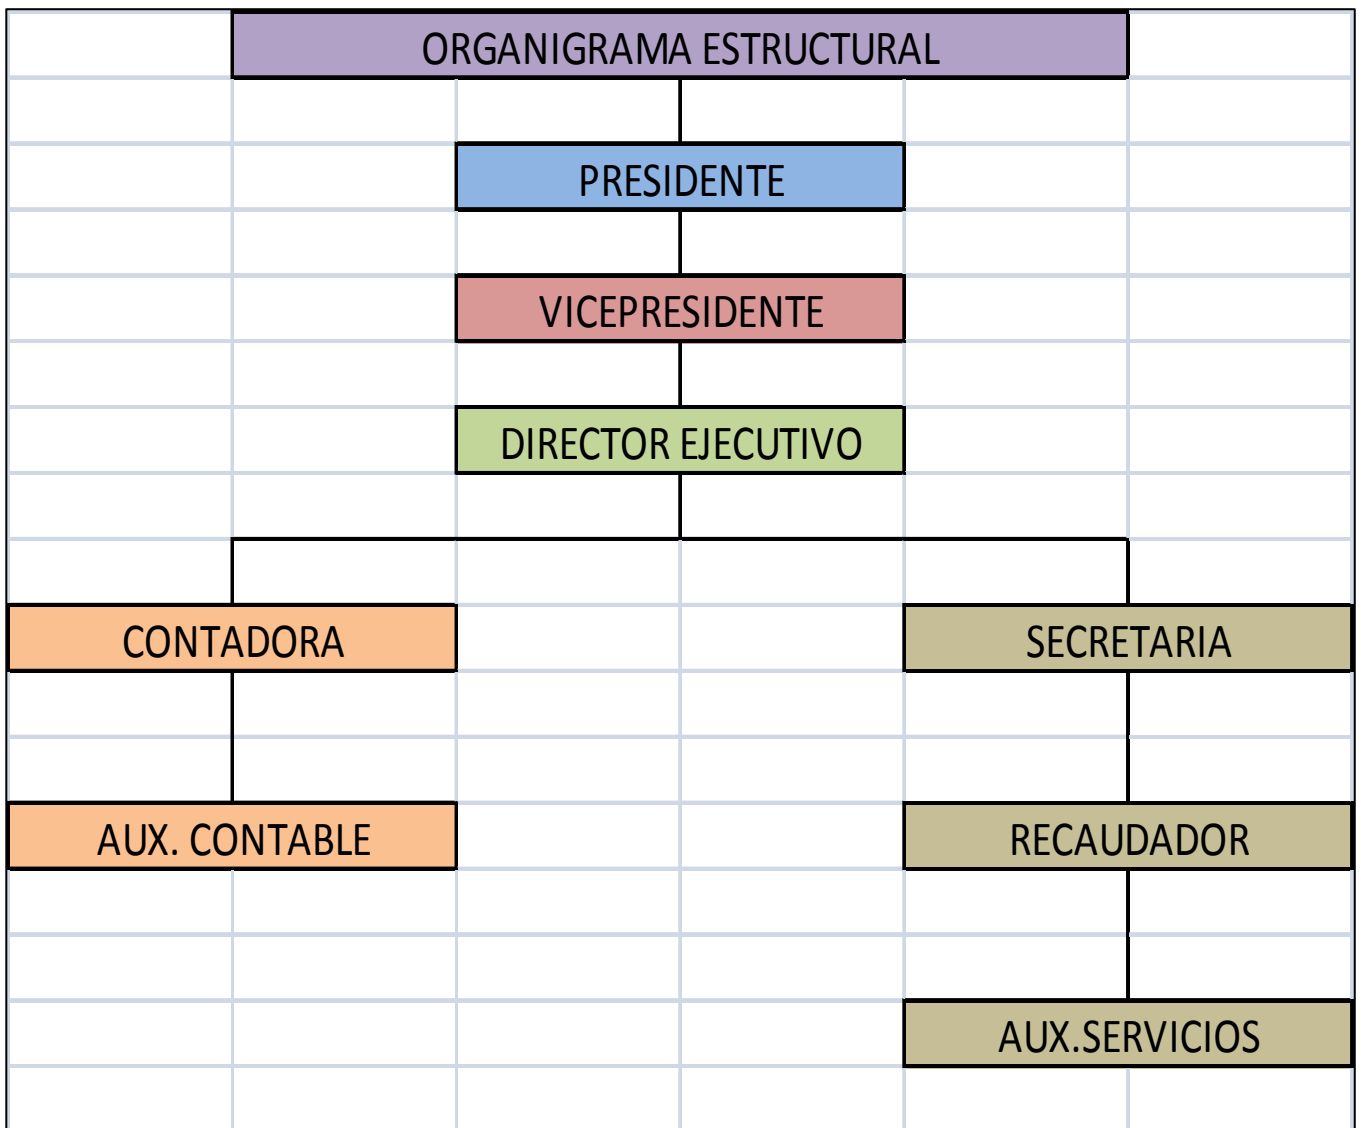 ORGANIGRAMA ESTRUCTURAL
PRESIDENTE
VICEPRESIDENTE
DIRECTOR EJECUTIVO
CONTADORA
SECRETARIA
AUX. CONTABLE
RECAUDADOR
AUX.SERVICIOS